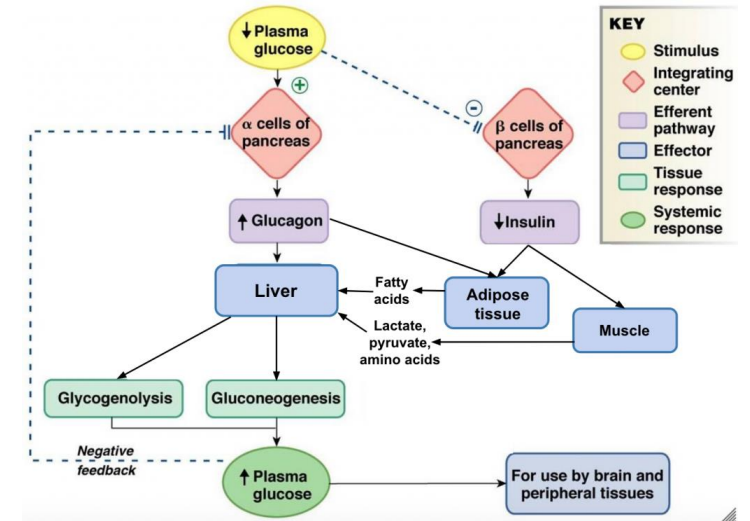 ↓ Plasma
glucose
+
−
α cells of
pancreas
β cells of
pancreas
↑ Glucagon
↓ Insulin
Liver
Fatty
acids
Adipose
tissue
Lactate,
pyruvate,
amino acids
Muscle
Glycogenolysis
Gluconeogenesis
Negative
feedback
↑ Plasma
glucose
For use by brain and
peripheral tissues
KEY
Stimulus
Integrating
center
Efferent
pathway
Effector
Tissue
response
Systemic
response